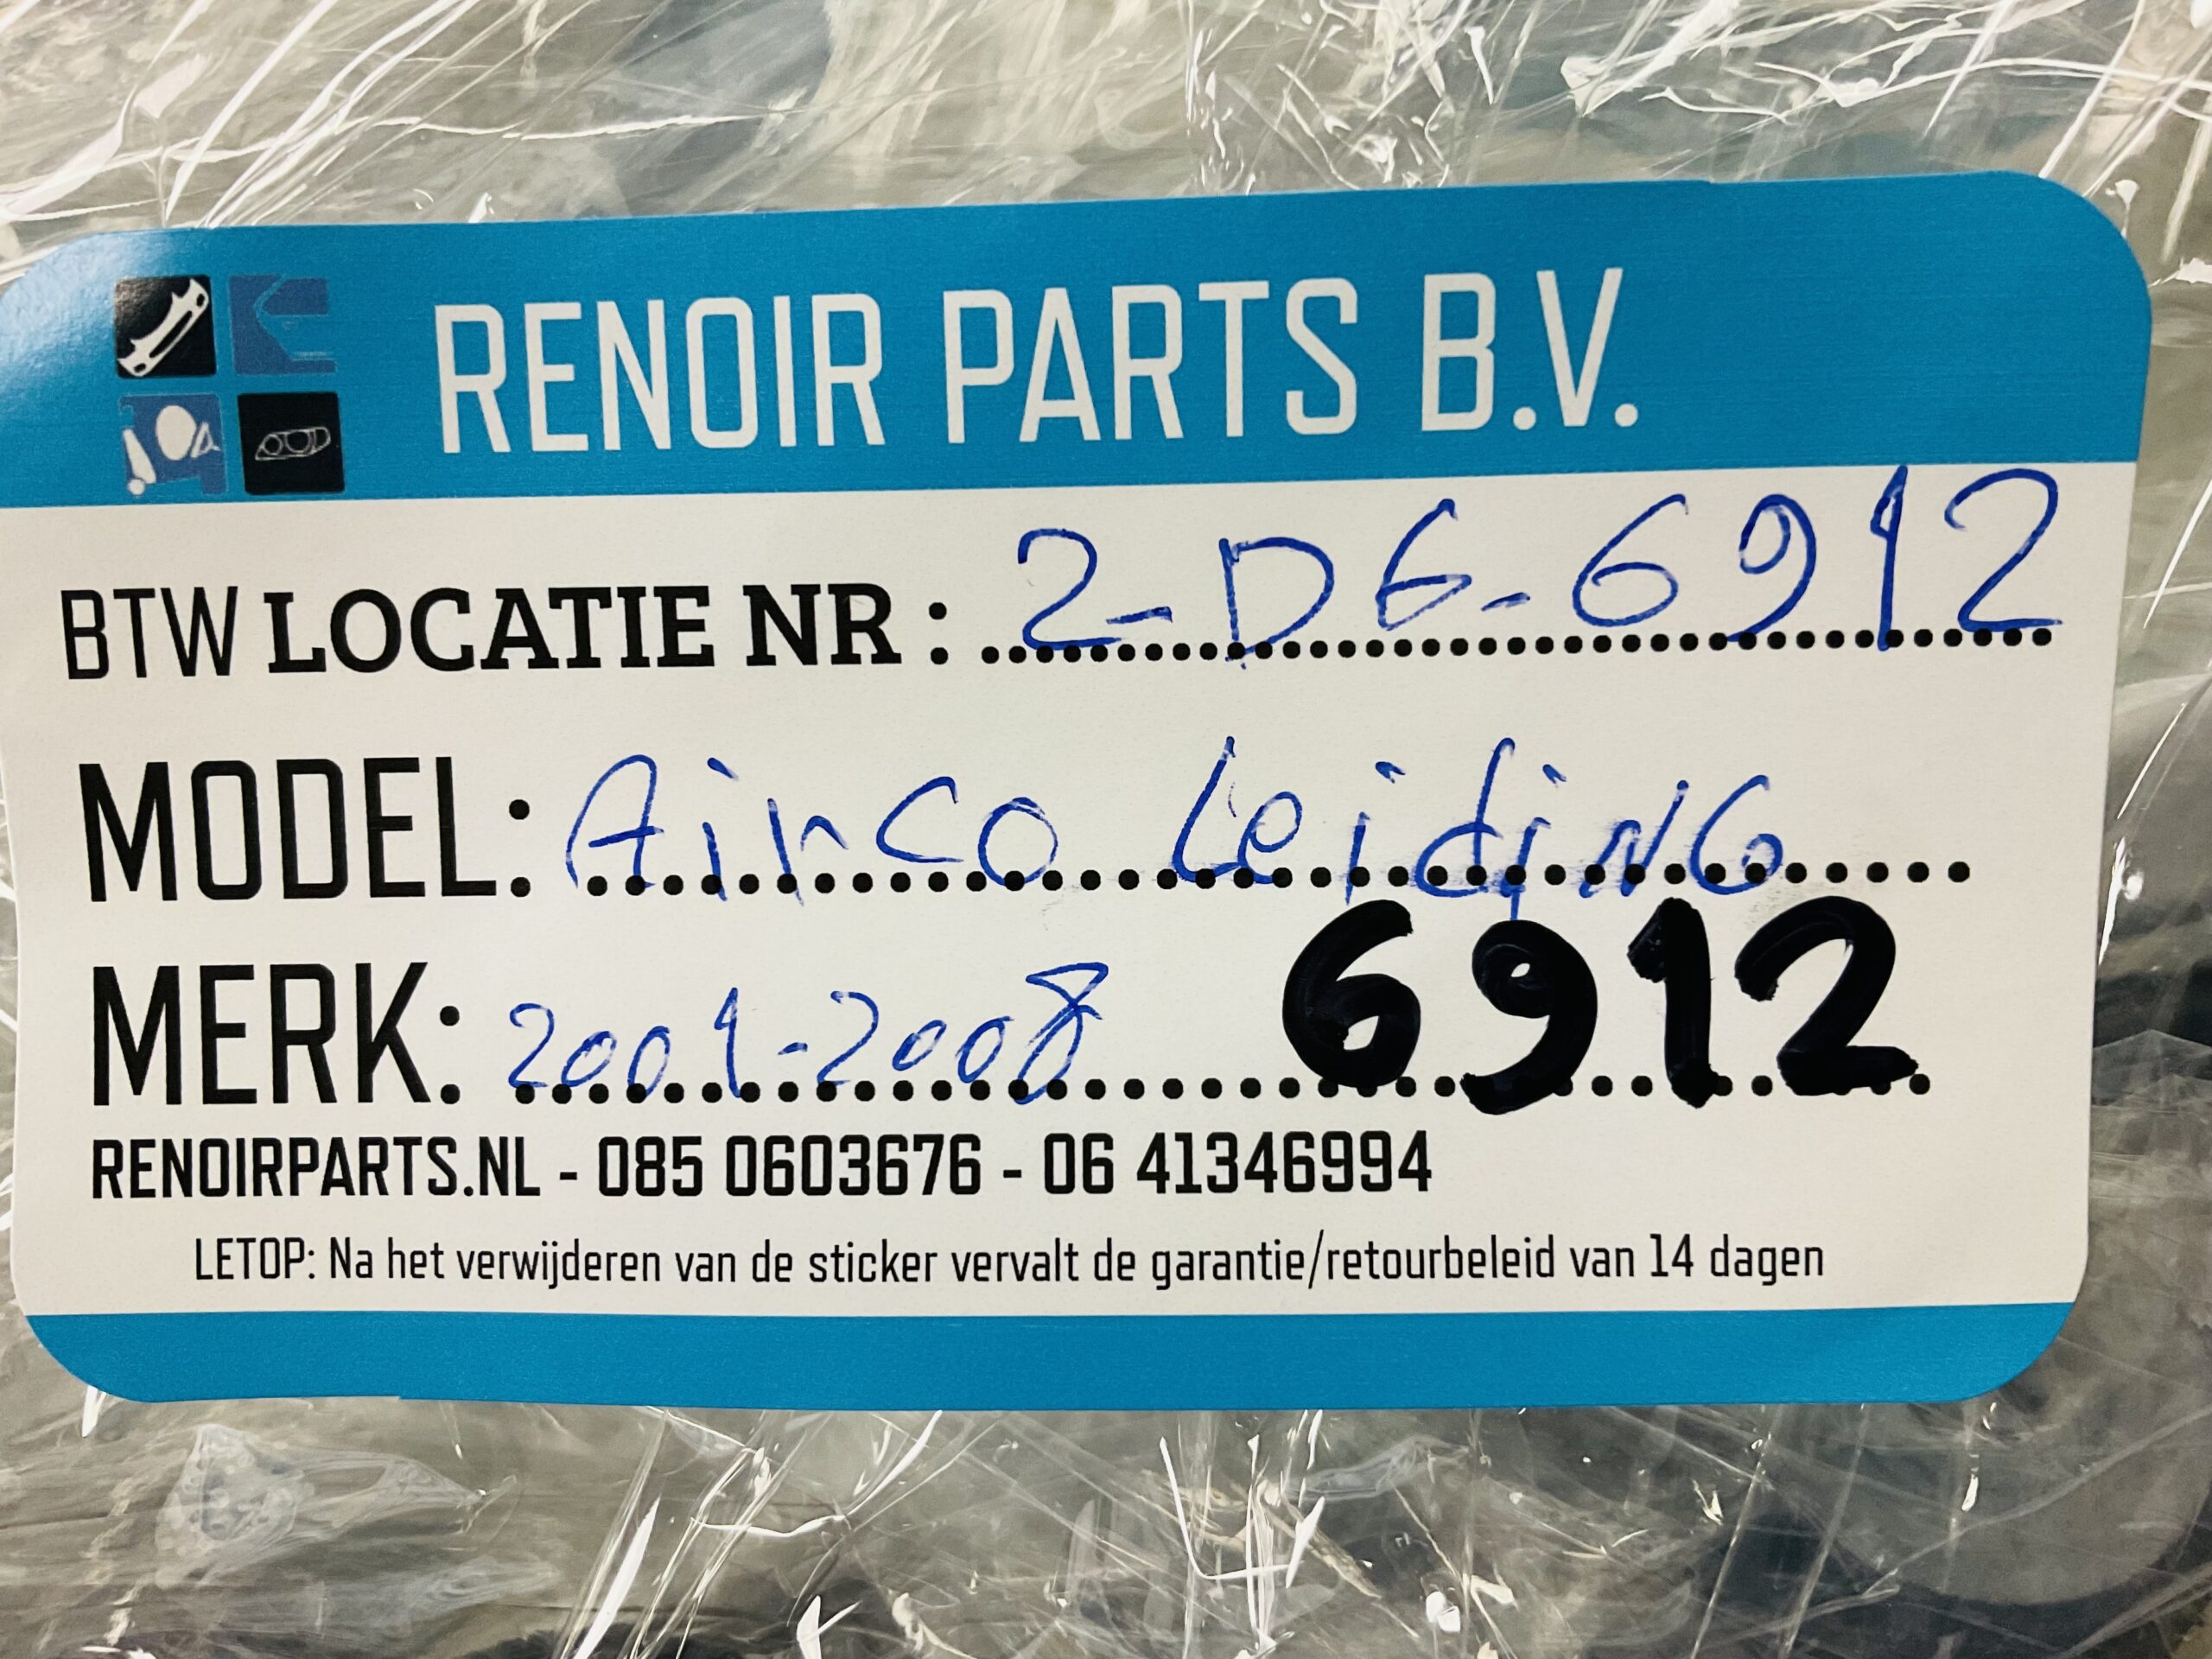 RENOIR PARTS B.V.
BTW LOCATIE NR : 2-D6-6912
MODEL: Airco LeidiNG
MERK: 2001-2008 6912
RENOIRPARTS.NL - 085 0603676 - 06 41346994
LETOP: Na het verwijderen van de sticker vervalt de garantie/retourbeleid van 14 dagen